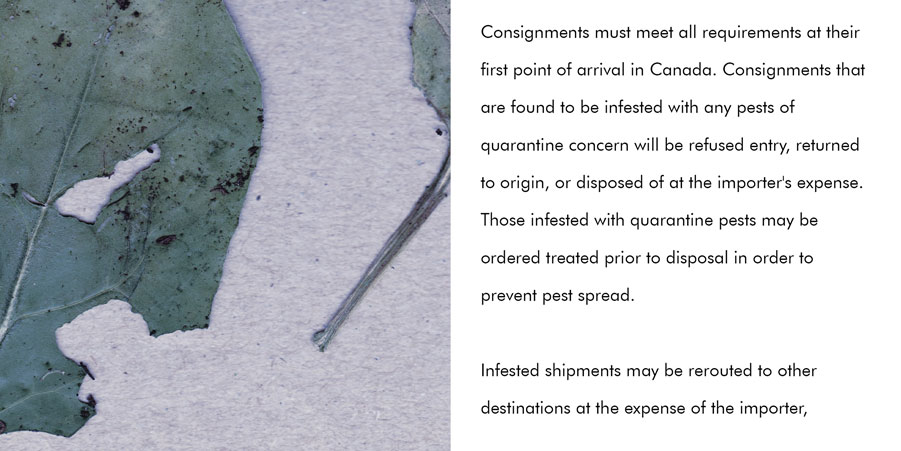 Consignments must meet all requirements at their
first point of arrival in Canada. Consignments that
are found to be infested with any pests of
quarantine concern will be refused entry, returned
to origin, or disposed of at the importer's expense.
Those infested with quarantine pests may be
ordered treated prior to disposal in order to
prevent pest spread.
Infested shipments may be rerouted to other
destinations at the expense of the importer,